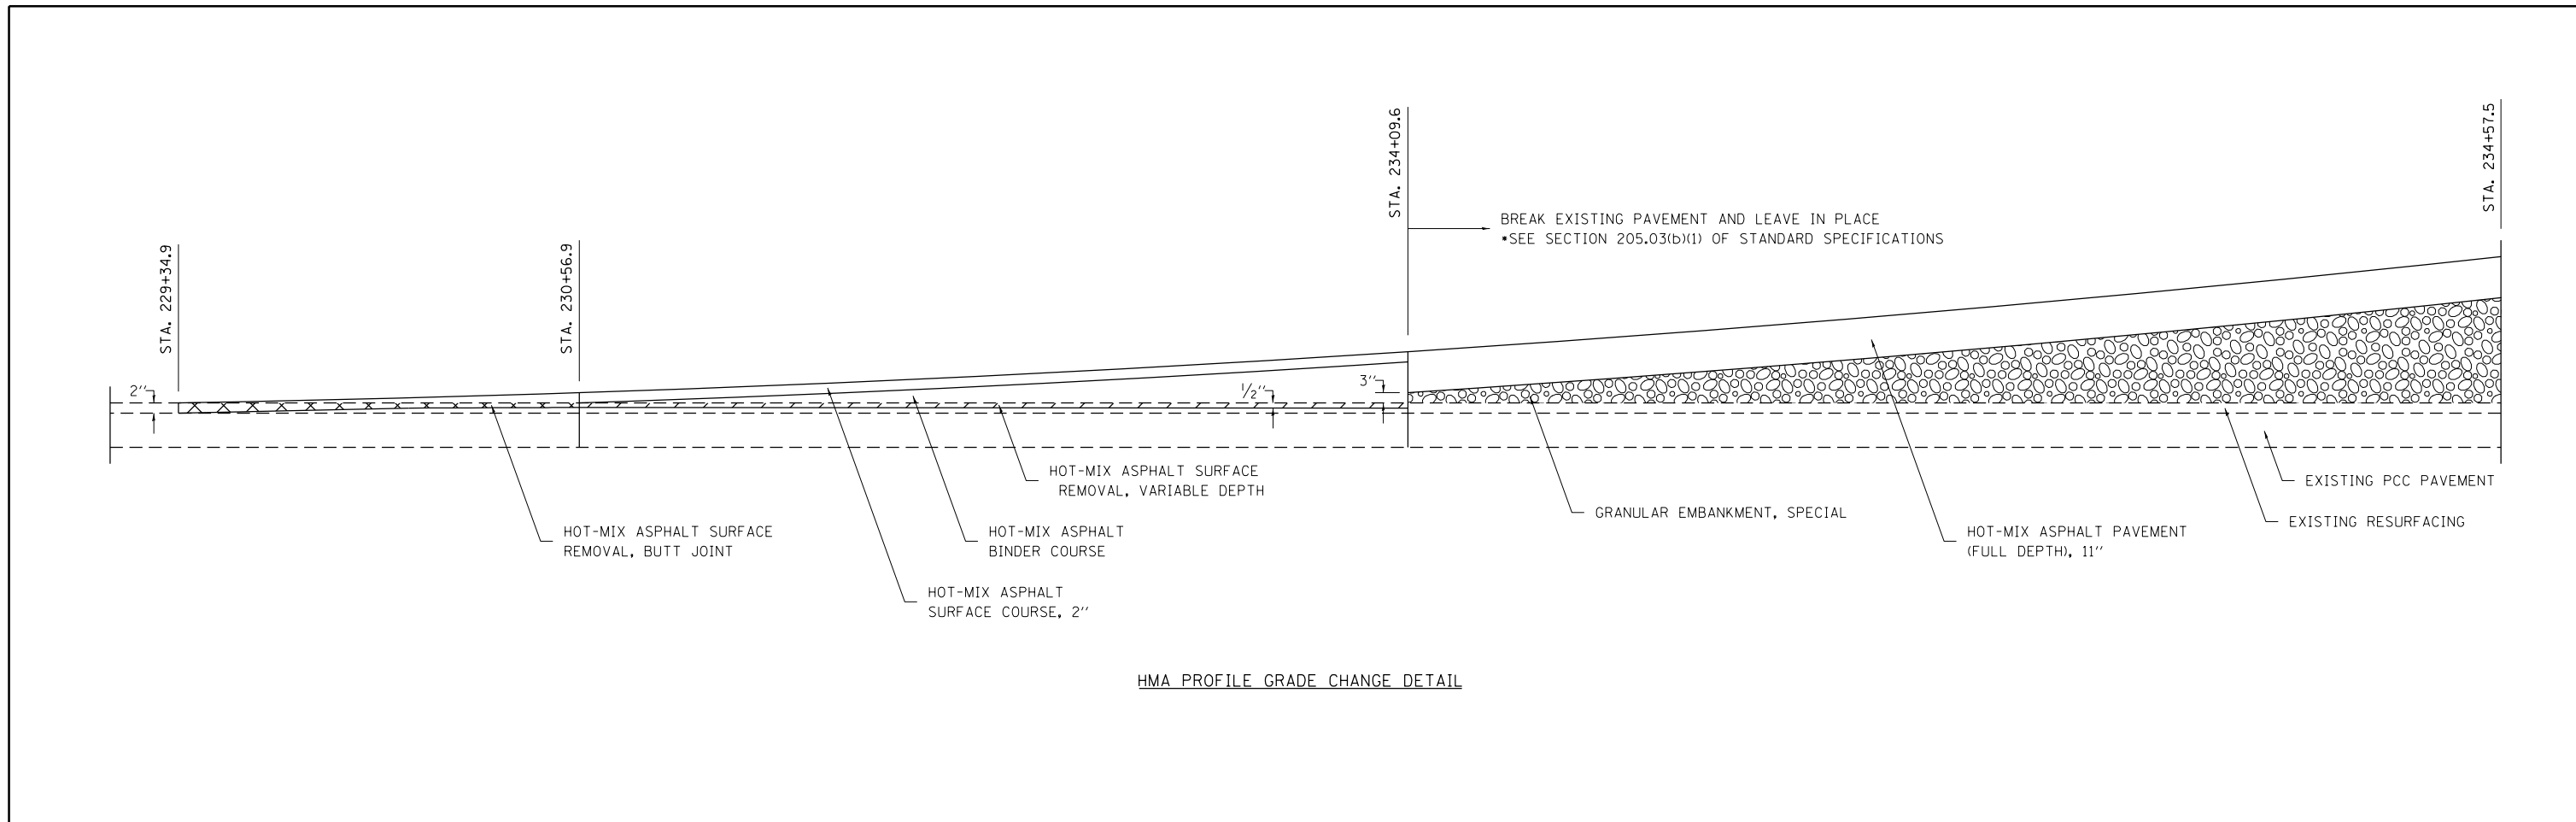 STA. 229+34.9
STA. 230+56.9
STA. 234+09.6
STA. 234+57.5
BREAK EXISTING PAVEMENT AND LEAVE IN PLACE
*SEE SECTION 205.03(b)(1) OF STANDARD SPECIFICATIONS
2''
1/2''
3''
HOT-MIX ASPHALT SURFACE
REMOVAL, VARIABLE DEPTH
HOT-MIX ASPHALT SURFACE
REMOVAL, BUTT JOINT
HOT-MIX ASPHALT
BINDER COURSE
HOT-MIX ASPHALT
SURFACE COURSE, 2''
GRANULAR EMBANKMENT, SPECIAL
HOT-MIX ASPHALT PAVEMENT
(FULL DEPTH), 11''
EXISTING PCC PAVEMENT
EXISTING RESURFACING
HMA PROFILE GRADE CHANGE DETAIL